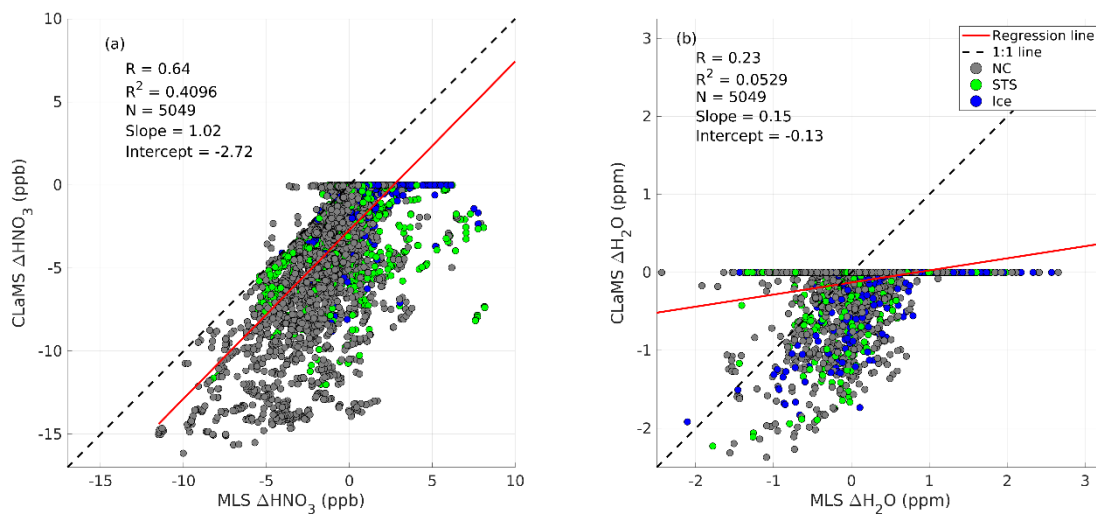 (a)
R = 0.64
R² = 0.4096
N = 5049
Slope = 1.02
Intercept = -2.72
10
5
0
-5
-10
-15
CLaMS ΔHNO₃ (ppb)
-15
-10
-5
0
5
10
MLS ΔHNO₃ (ppb)
(b)
R = 0.23
R² = 0.0529
N = 5049
Slope = 0.15
Intercept = -0.13
Regression line
1:1 line
NC
STS
Ice
3
2
1
0
-1
-2
CLaMS ΔH₂O (ppm)
-2
-1
0
1
2
3
MLS ΔH₂O (ppm)